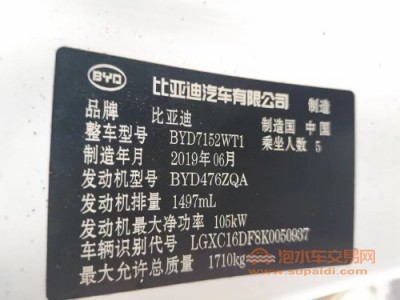 BYD 比亚迪汽车有限公司 制造
品牌 比亚迪 制造国 中国
整车型号 BYD7152WT1 乘坐人数 5
制造年月 2019年06月
发动机型号 BYD476ZQA
发动机排量 1497mL
发动机最大净功率 105kW
车辆识别代号 LGXC16DF8K0050937
最大允许总质量 1710kg
泡水车交易网
www.supaidi.com